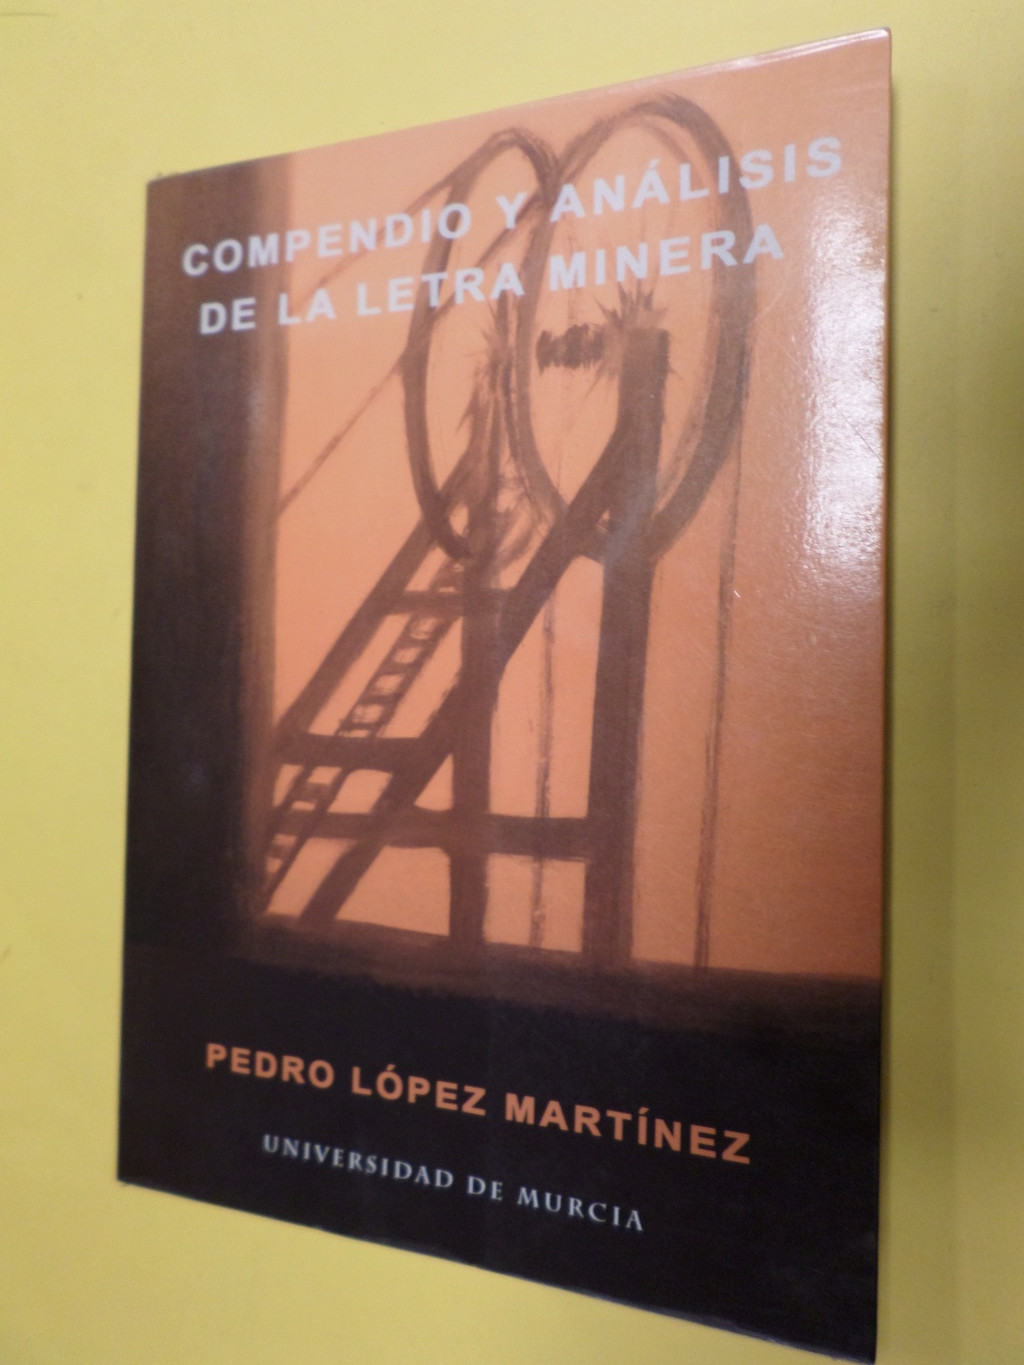 COMPENDIO Y ANÁLISIS
DE LA LETRA MINERA
PEDRO LÓPEZ MARTÍNEZ
UNIVERSIDAD DE MURCIA